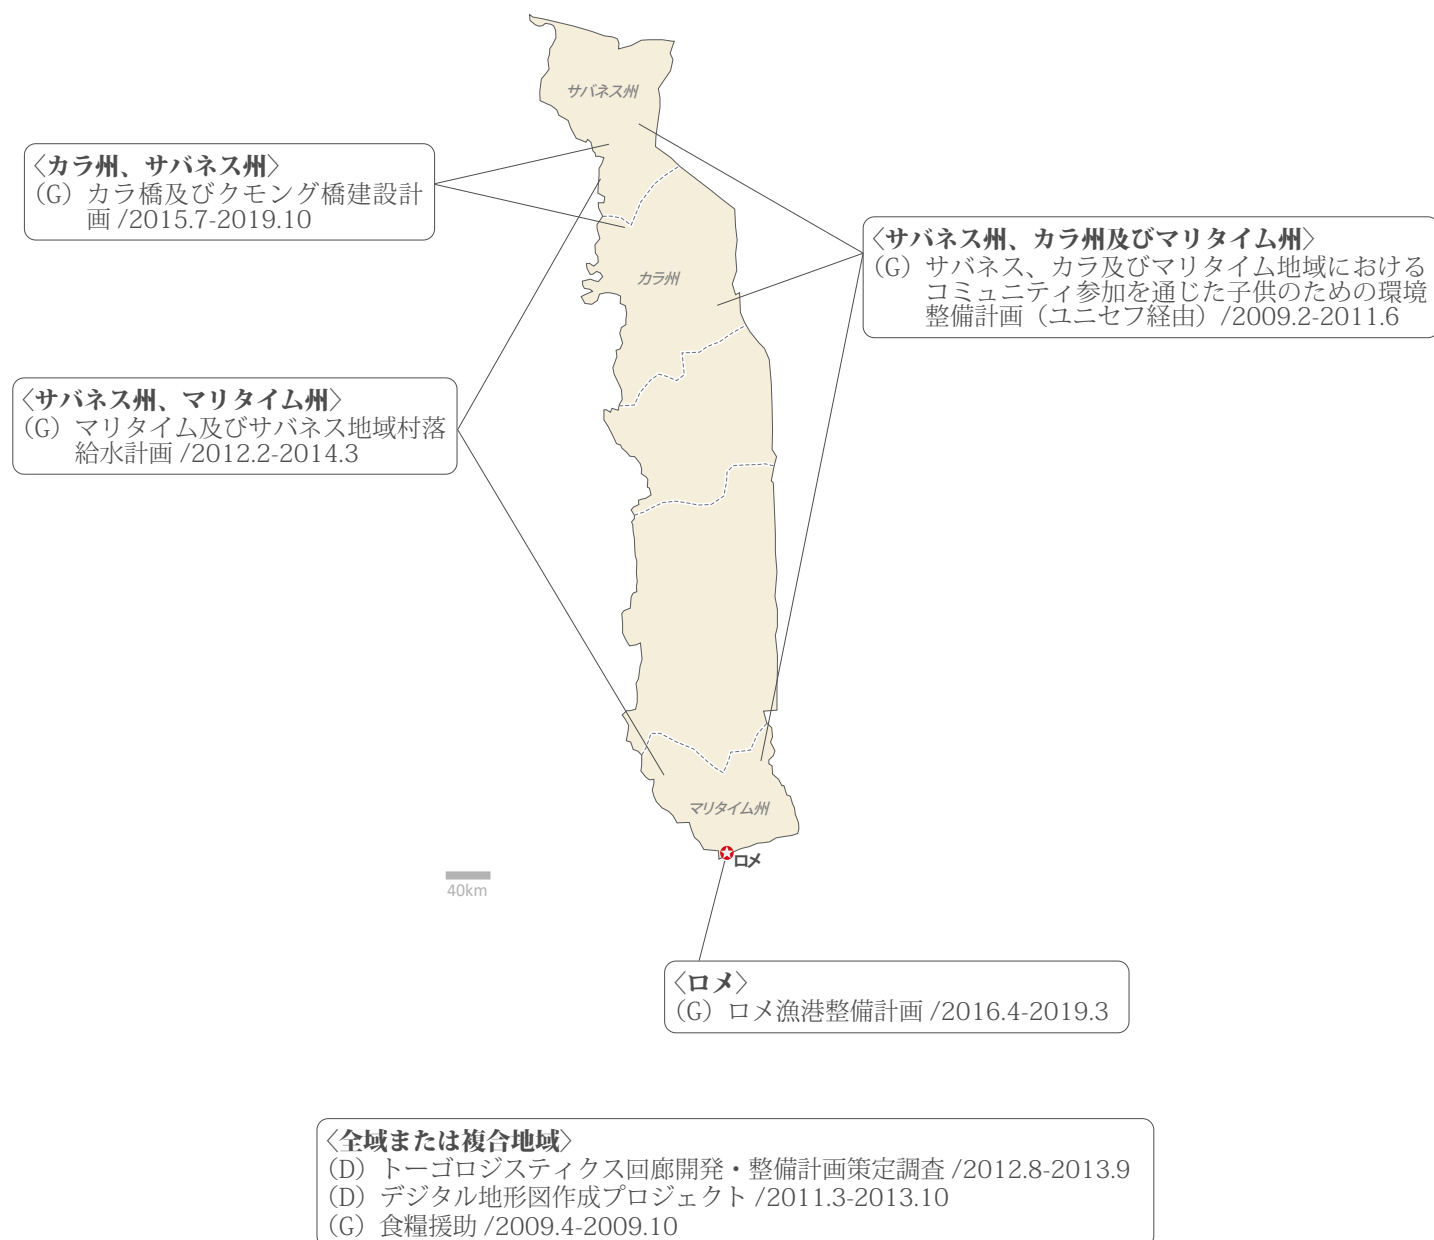 サバネス州
〈カラ州、サバネス州〉
（G）カラ橋及びクモング橋建設計
画 /2015.7-2019.10
〈サバネス州、カラ州及びマリタイム州〉
（G）サバネス、カラ及びマリタイム地域における
コミュニティ参加を通じた子供のための環境
整備計画（ユニセフ経由）/2009.2-2011.6
カラ州
〈サバネス州、マリタイム州〉
（G）マリタイム及びサバネス地域村落
給水計画 /2012.2-2014.3
マリタイム州
ロメ
40km
〈ロメ〉
（G）ロメ漁港整備計画 /2016.4-2019.3
〈全域または複合地域〉
（D）トーゴロジスティクス回廊開発・整備計画策定調査 /2012.8-2013.9
（D）デジタル地形図作成プロジェクト /2011.3-2013.10
（G）食糧援助 /2009.4-2009.10